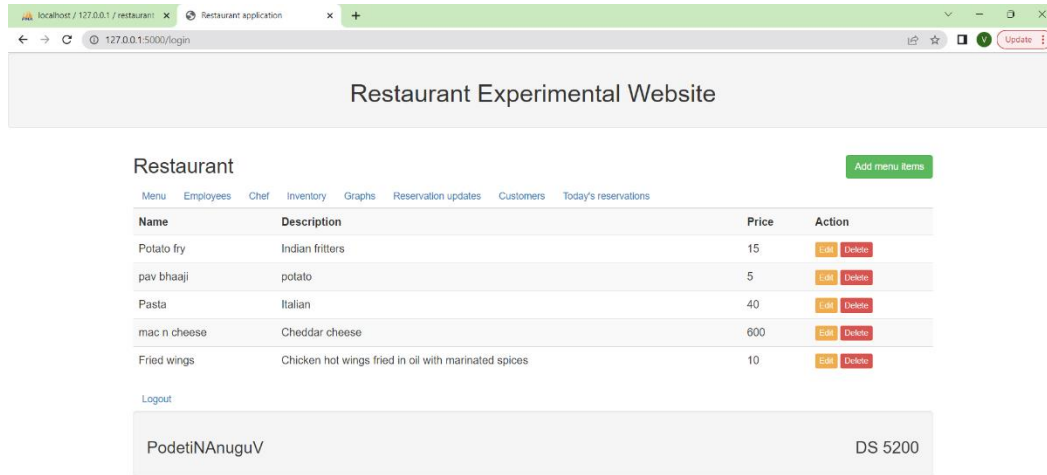 localhost / 127.0.0.1 / restaurant Restaurant application
127.0.0.1:5000/login V Update
Restaurant Experimental Website
Restaurant Add menu items
Menu Employees Chef Inventory Graphs Reservation updates Customers Today's reservations
Name Description Price Action
Potato fry Indian fritters 15 Edit Delete
pav bhaaji potato 5 Edit Delete
Pasta Italian 40 Edit Delete
mac n cheese Cheddar cheese 600 Edit Delete
Fried wings Chicken hot wings fried in oil with marinated spices 10 Edit Delete
Logout
PodetiNAnuguV DS 5200